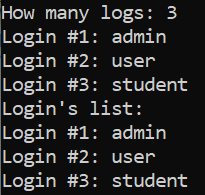 How many logs: 3
Login #1: admin
Login #2: user
Login #3: student
Login's list:
Login #1: admin
Login #2: user
Login #3: student